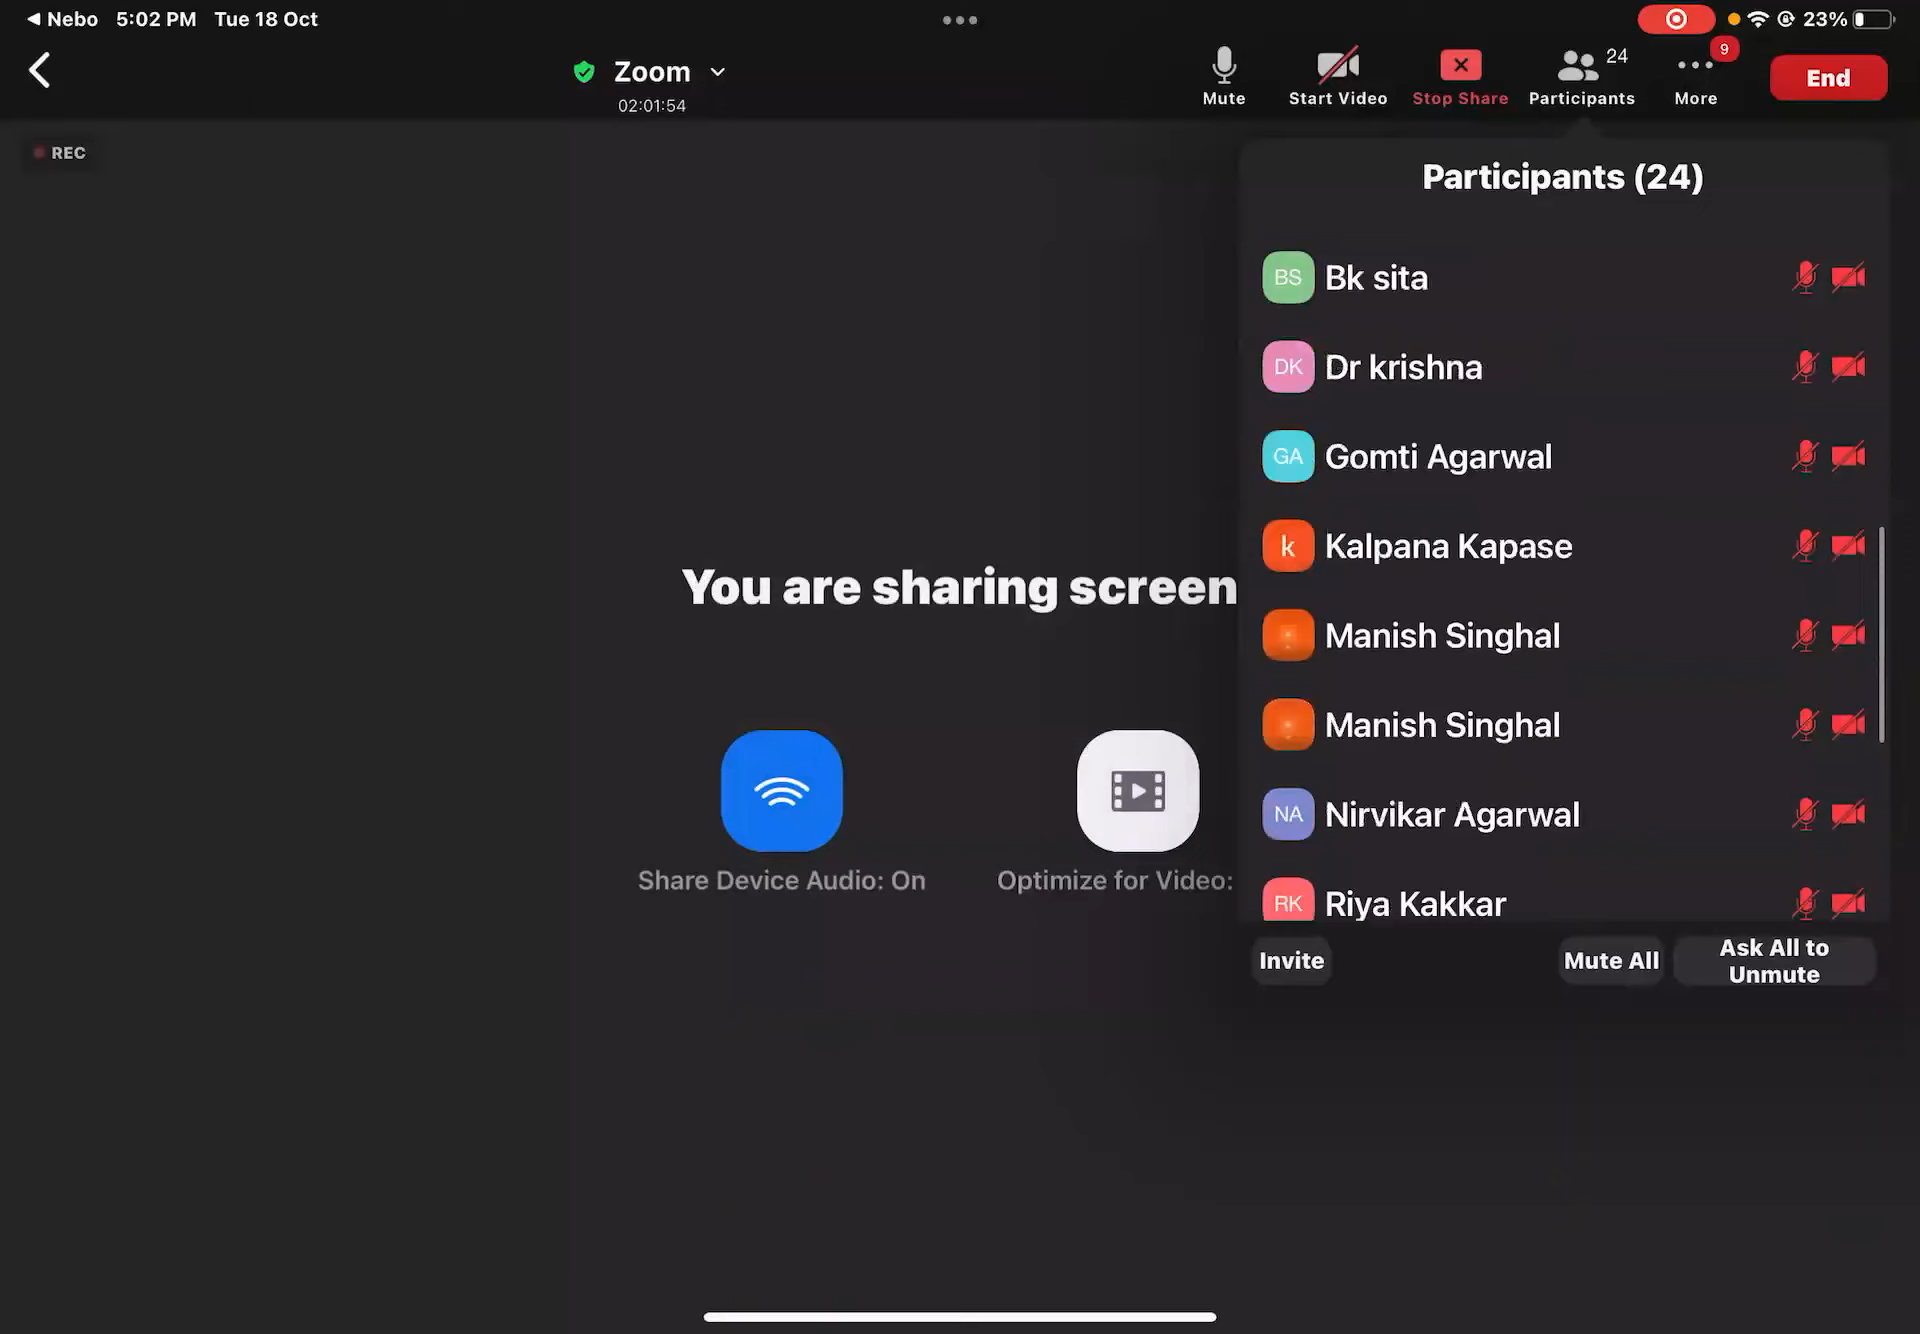 Nebo 5:02 PM Tue 18 Oct
23%
Zoom
02:01:54
Mute
Start Video
Stop Share
24
Participants
9
More
End
REC
Participants (24)
BS Bk sita
DK Dr krishna
GA Gomti Agarwal
k Kalpana Kapase
Manish Singhal
Manish Singhal
NA Nirvikar Agarwal
RK Riya Kakkar
Invite
Mute All
Ask All to
Unmute
You are sharing screen
Share Device Audio: On
Optimize for Video: